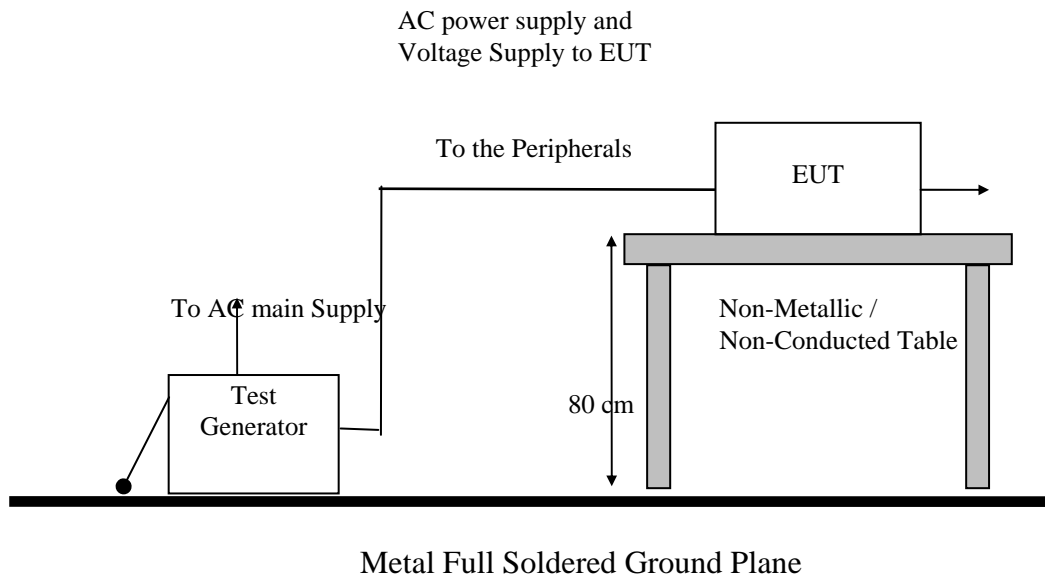 AC power supply and
Voltage Supply to EUT
To the Peripherals
EUT
To AC main Supply
Non-Metallic /
Non-Conducted Table
Test
Generator
80 cm
Metal Full Soldered Ground Plane